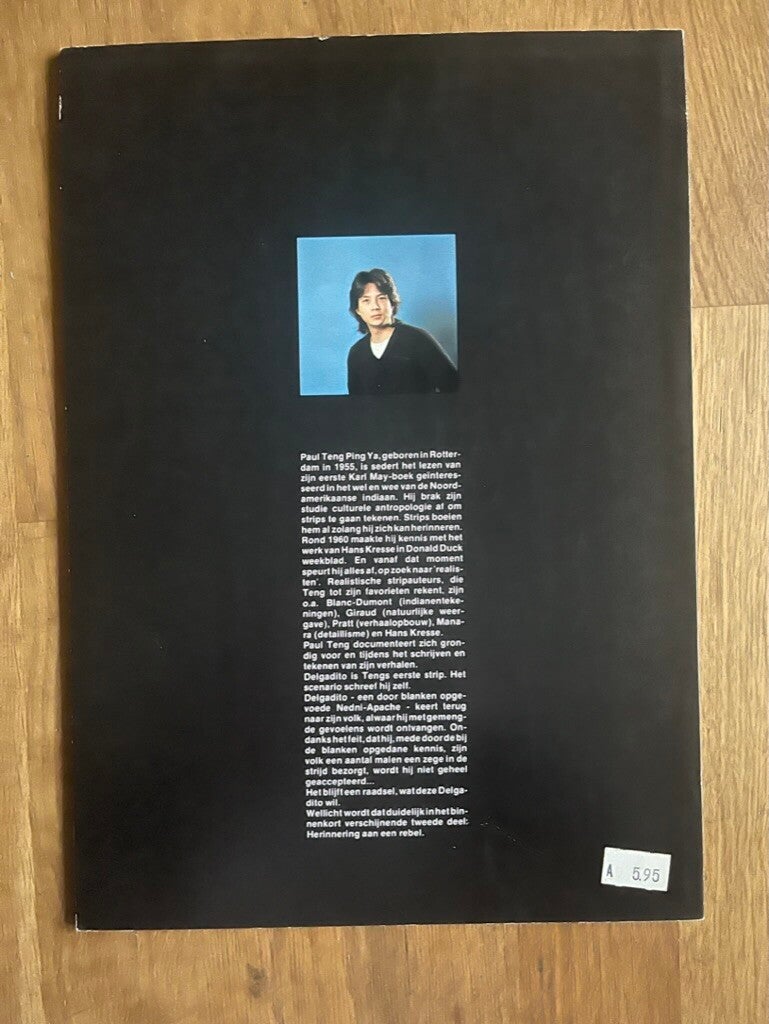 Paul Teng Ping Ya, geboren in Rotter-
dam in 1955, is sedert het lezen van
zijn eerste Karl May-boek geinteres-
seerd in het wel en wee van de Noord-
amerikaanse indiaan. Hij brak zijn
studie culturele antropologie af om
strips te gaan tekenen. Strips boeien
hem al zolang hij zich kan herinneren.
Rond 1960 maakte hij kennis met het
werk van Hans Kresse in Donald Duck
weekblad. En vanaf dat moment
speurt hij alles af, op zoek naar 'realis-
ten'. Realistische stripauteurs, die
Teng tot zijn favorieten rekent, zijn
o.a. Blanc-Dumont (indianenteke-
ningen), Giraud (natuurlijke weer-
gave), Pratt (verhaalopbouw), Mana-
ra (detaillisme) en Hans Kresse.
Paul Teng documenteert zich gron-
dig voor en tijdens het schrijven en
tekenen van zijn verhalen.
Delgadito is Tengs eerste strip. Het
scenario schreef hij zelf.
Delgadito - een door blanken opge-
voede Nedni-Apache - keert terug
naar zijn volk, alwaar hij met gemeng-
de gevoelens wordt ontvangen. On-
danks het feit, dat hij, mede door de bij
de blanken opgedane kennis, zijn
volk een aantal malen een zege in de
strijd bezorgt, wordt hij niet geheel
geaccepteerd...
Het blijft een raadsel, wat deze Delga-
dito wil.
Wellicht wordt dat duidelijk in het bin-
nenkort verschijnende tweede deel:
Herinnering aan een rebel.
A 5.95